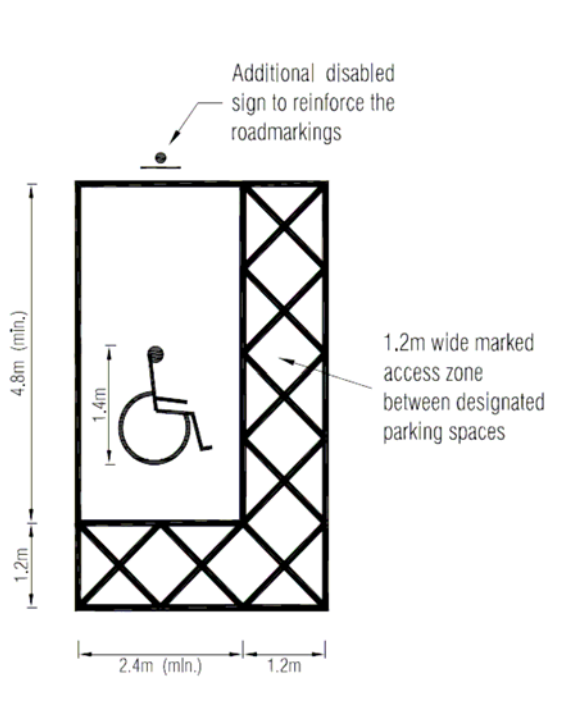 Additional disabled
sign to reinforce the
roadmarkings
4.8m (min.)
1.4m
1.2m wide marked
access zone
between designated
parking spaces
1.2m
2.4m (mIn.)
1.2m